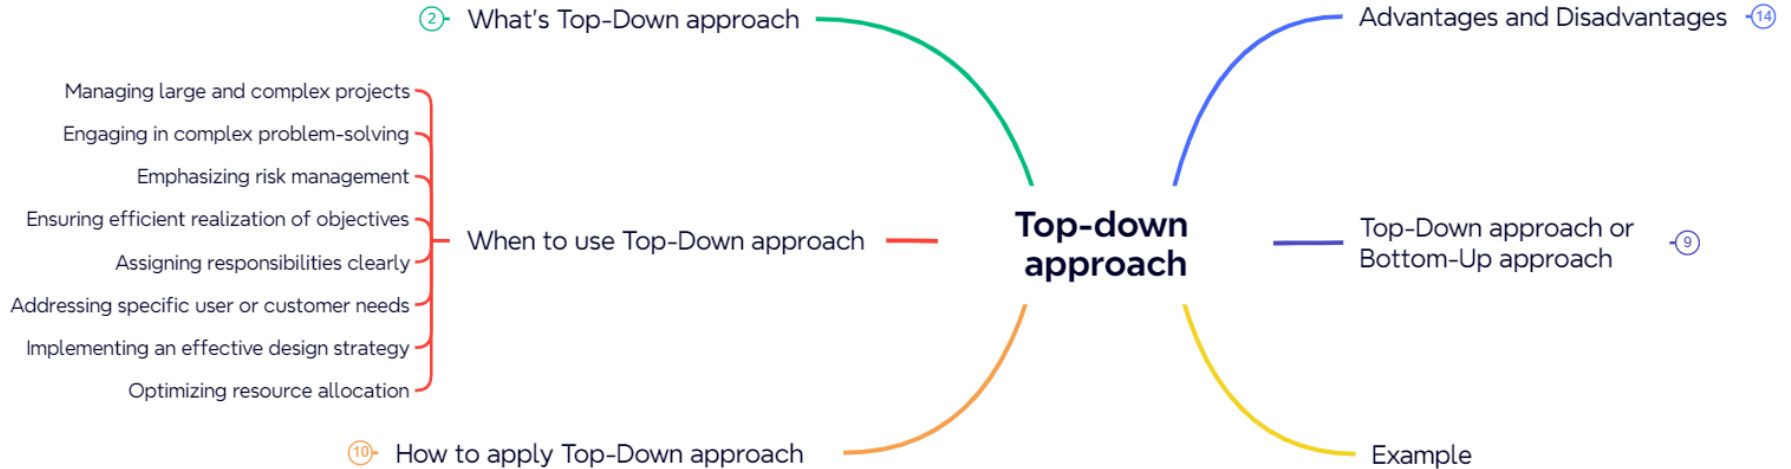 2 What's Top-Down approach
Managing large and complex projects
Engaging in complex problem-solving
Emphasizing risk management
Ensuring efficient realization of objectives
Assigning responsibilities clearly
Addressing specific user or customer needs
Implementing an effective design strategy
Optimizing resource allocation
When to use Top-Down approach
10 How to apply Top-Down approach
Top-down
approach
Advantages and Disadvantages 14
Top-Down approach or
Bottom-Up approach
9
Example